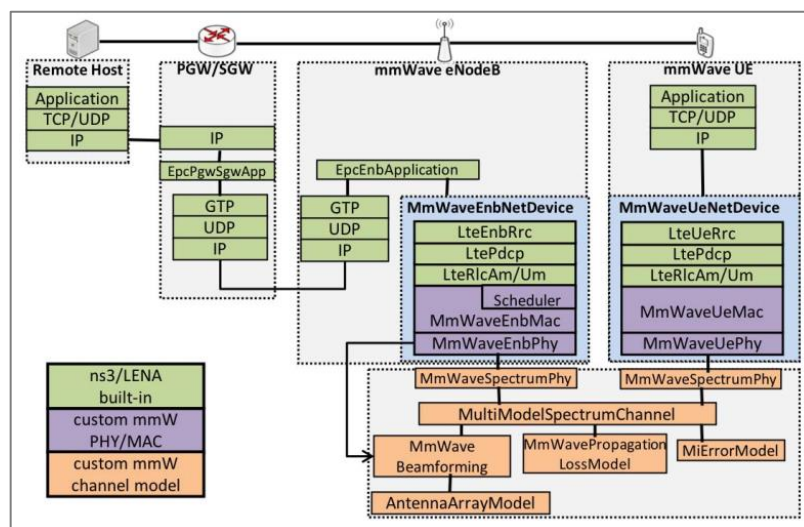 Remote Host
PGW/SGW
mmWave eNodeB
mmWave UE
Application
TCP/UDP
IP
IP
EpcPgwSgwApp
GTP
UDP
IP
EpcEnbApplication
GTP
UDP
IP
MmWaveEnbNetDevice
LteEnbRrc
LtePdcp
LteRlcAm/Um
Scheduler
MmWaveEnbMac
MmWaveEnbPhy
Application
TCP/UDP
IP
MmWaveUeNetDevice
LteUeRrc
LtePdcp
LteRlcAm/Um
MmWaveUeMac
MmWaveUePhy
MmWaveSpectrumPhy
MmWaveSpectrumPhy
MultiModelSpectrumChannel
MmWave
Beamforming
MmWavePropagation
LossModel
MiErrorModel
AntennaArrayModel
ns3/LENA
built-in
custom mmW
PHY/MAC
custom mmW
channel model